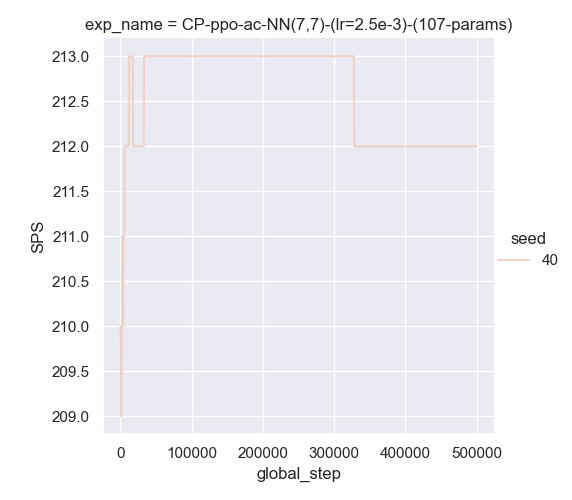 exp_name = CP-ppo-ac-NN(7,7)-(lr=2.5e-3)-(107-params)
213.0
212.5
212.0
211.5
211.0
210.5
210.0
209.5
209.0
SPS
0 100000 200000 300000 400000 500000
global_step
seed
40